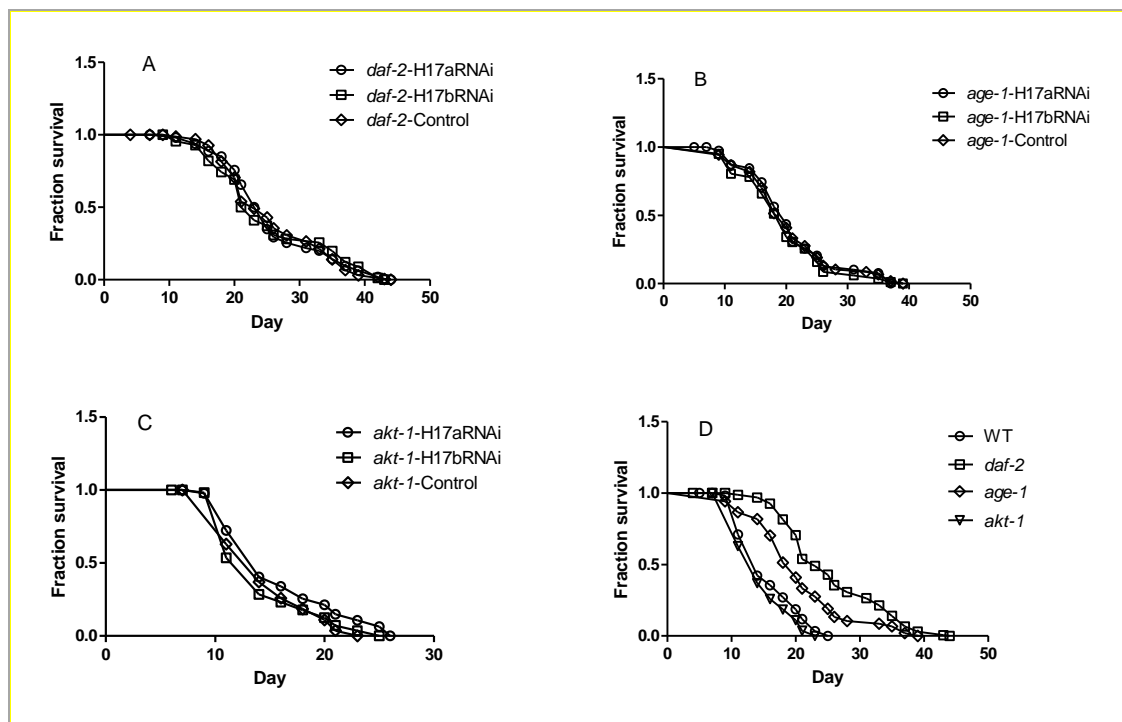 A
daf-2-H17aRNAi
daf-2-H17bRNAi
daf-2-Control
Fraction survival
1.5
1.0
0.5
0.0
0 10 20 30 40 50
Day
B
age-1-H17aRNAi
age-1-H17bRNAi
age-1-Control
Fraction survival
1.5
1.0
0.5
0.0
0 10 20 30 40 50
Day
C
akt-1-H17aRNAi
akt-1-H17bRNAi
akt-1-Control
Fraction survival
1.5
1.0
0.5
0.0
0 10 20 30
Day
D
WT
daf-2
age-1
akt-1
Fraction survival
1.5
1.0
0.5
0.0
0 10 20 30 40 50
Day